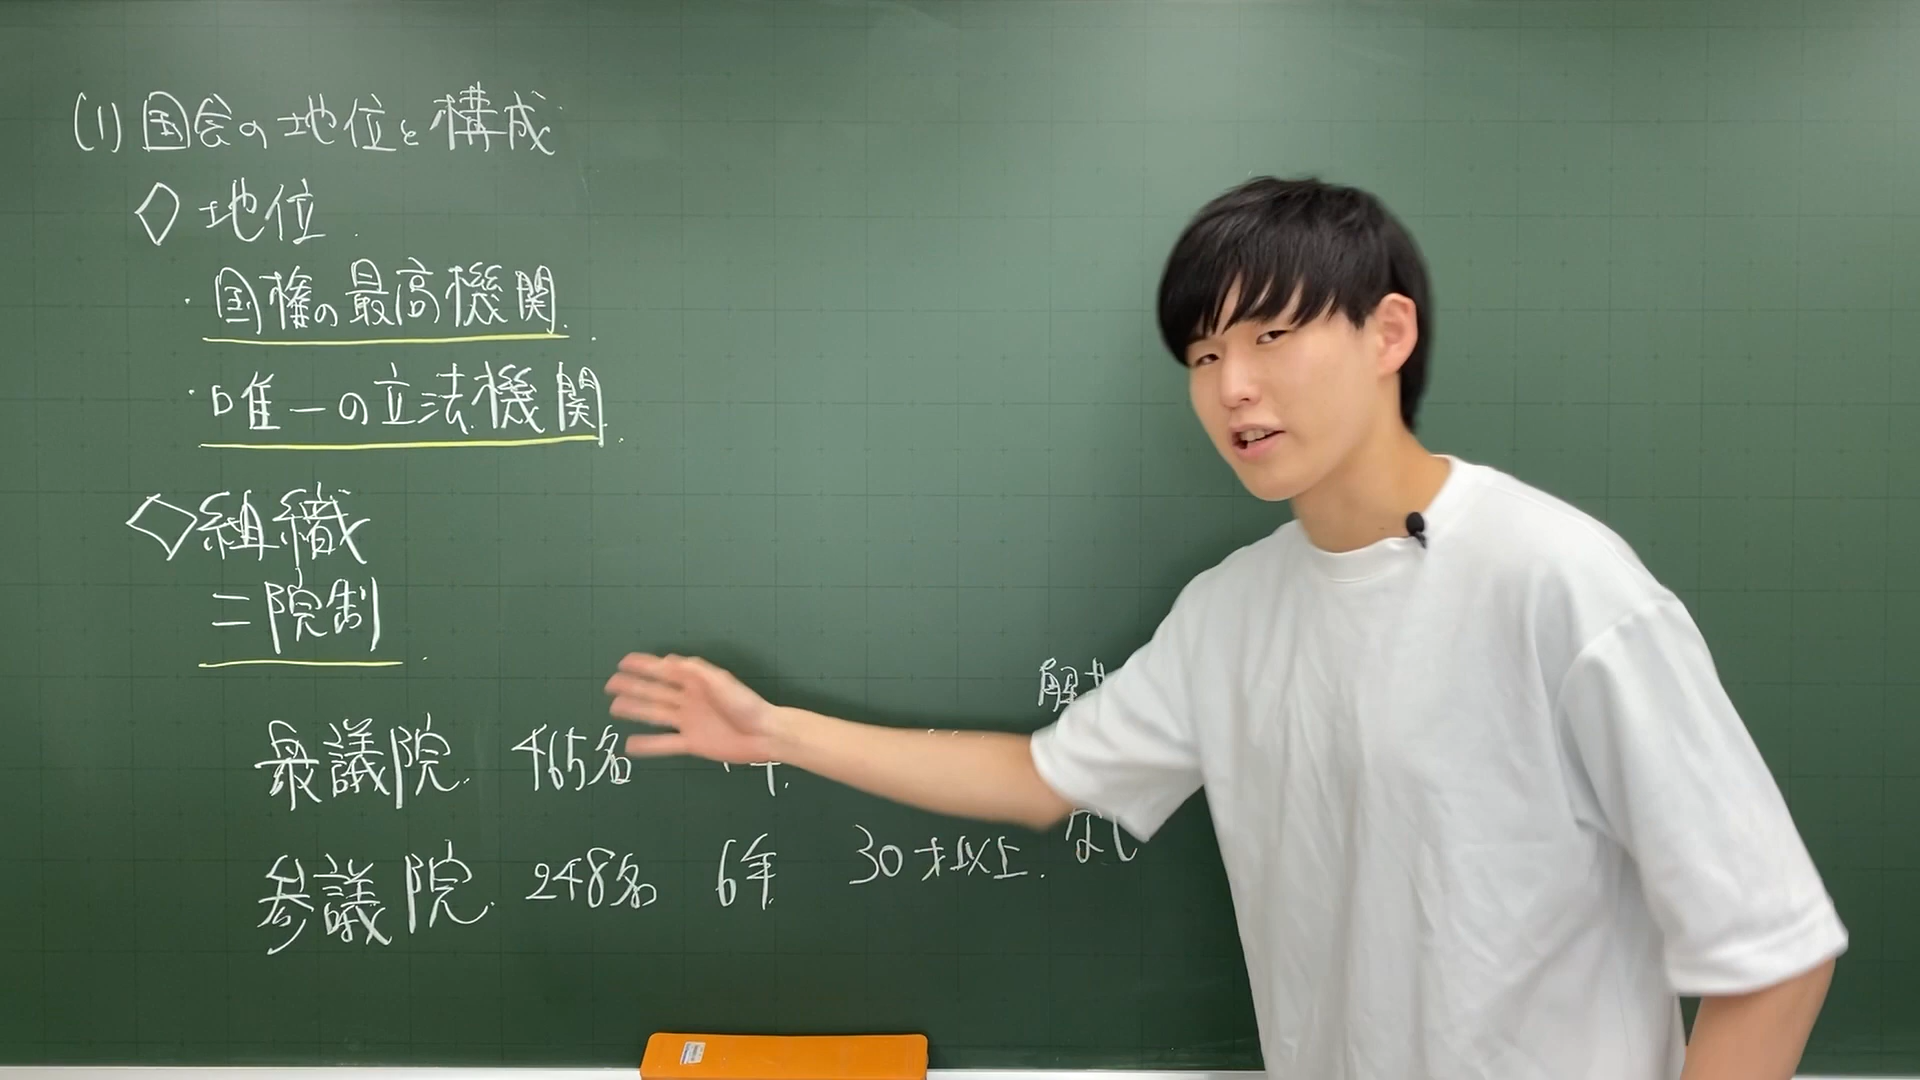 (1) 国会の地位と構成
◇ 地位
・国権の最高機関
・唯一の立法機関
◇組織
二院制
解
衆議院 465名 年
参議院 248名 6年 30才以上 なし